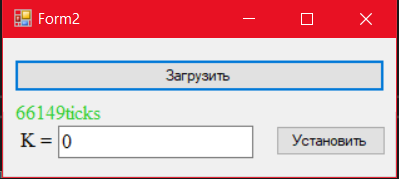 Form2
Загрузить
66149ticks
K = 0
Установить